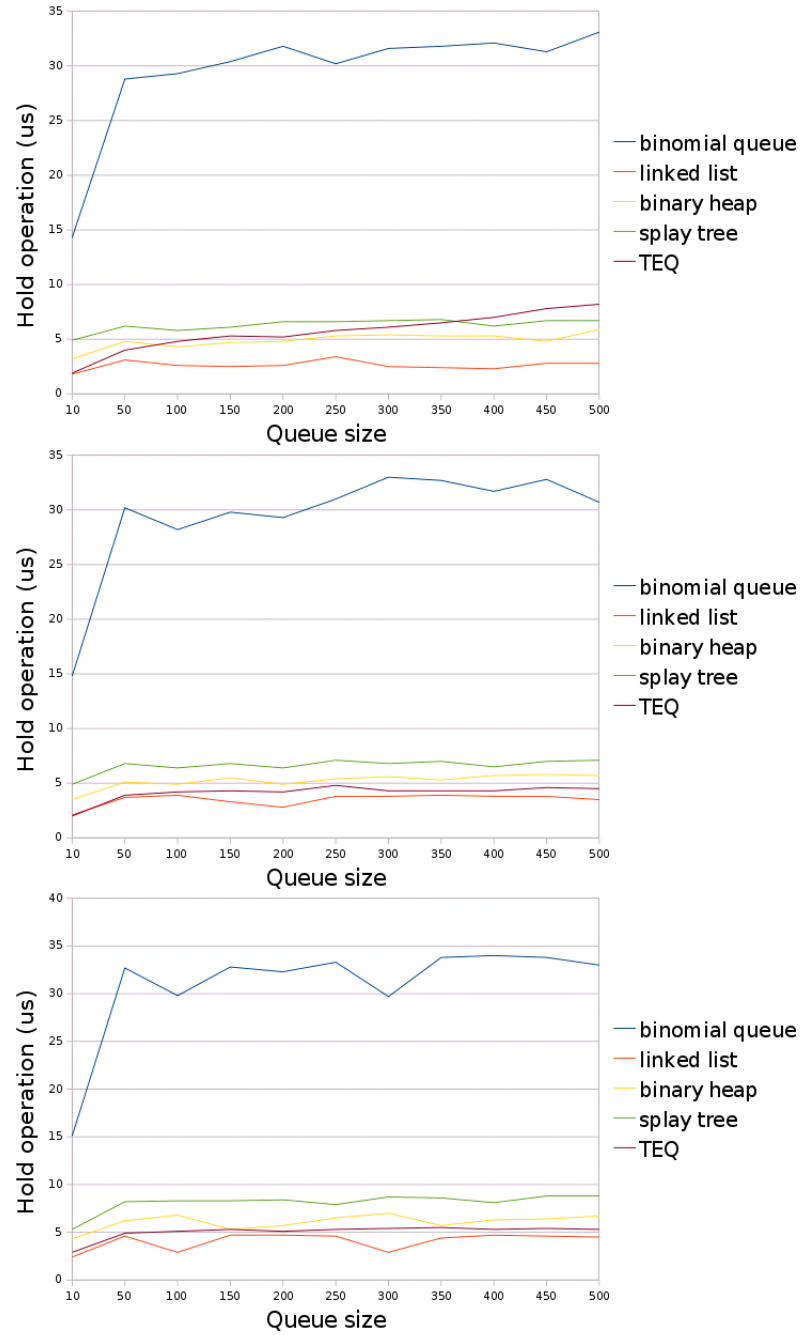 35
30
25
20
15
10
5
0
Hold operation (us)
10 50 100 150 200 250 300 350 400 450 500
Queue size
binomial queue
linked list
binary heap
splay tree
TEQ
35
30
25
20
15
10
5
0
Hold operation (us)
10 50 100 150 200 250 300 350 400 450 500
Queue size
binomial queue
linked list
binary heap
splay tree
TEQ
40
35
30
25
20
15
10
5
0
Hold operation (us)
10 50 100 150 200 250 300 350 400 450 500
Queue size
binomial queue
linked list
binary heap
splay tree
TEQ